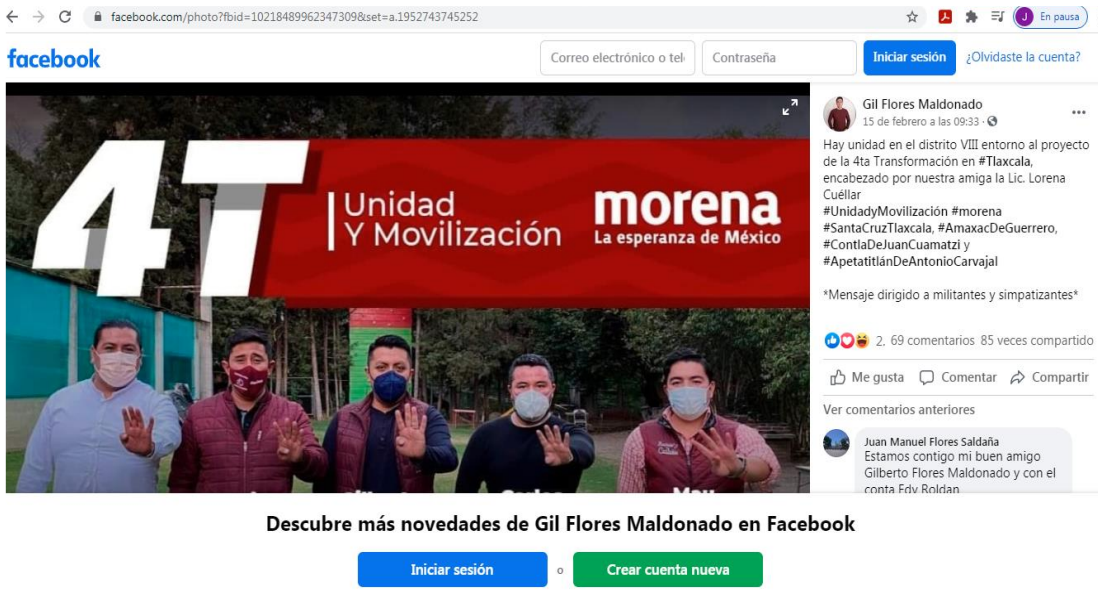 facebook.com/photo?fbid=10218489962347309&set=a.1952743745252
J En pausa
facebook
Correo electrónico o tel
Contraseña
Iniciar sesión
¿Olvidaste la cuenta?
4T
Unidad
Y Movilización
morena
La esperanza de México
Gil Flores Maldonado
15 de febrero a las 09:33 ·
Hay unidad en el distrito VIII entorno al proyecto
de la 4ta Transformación en #Tlaxcala,
encabezado por nuestra amiga la Lic. Lorena
Cuéllar
#UnidadyMovilización #morena
#SantaCruzTlaxcala, #AmaxacDeGuerrero,
#ContlaDeJuanCuamatzi y
#ApetatitlánDeAntonioCarvajal
*Mensaje dirigido a militantes y simpatizantes*
2, 69 comentarios 85 veces compartido
Me gusta Comentar Compartir
Ver comentarios anteriores
Juan Manuel Flores Saldaña
Estamos contigo mi buen amigo
Gilberto Flores Maldonado y con el
conta Edy Roldan
Descubre más novedades de Gil Flores Maldonado en Facebook
Iniciar sesión
o
Crear cuenta nueva